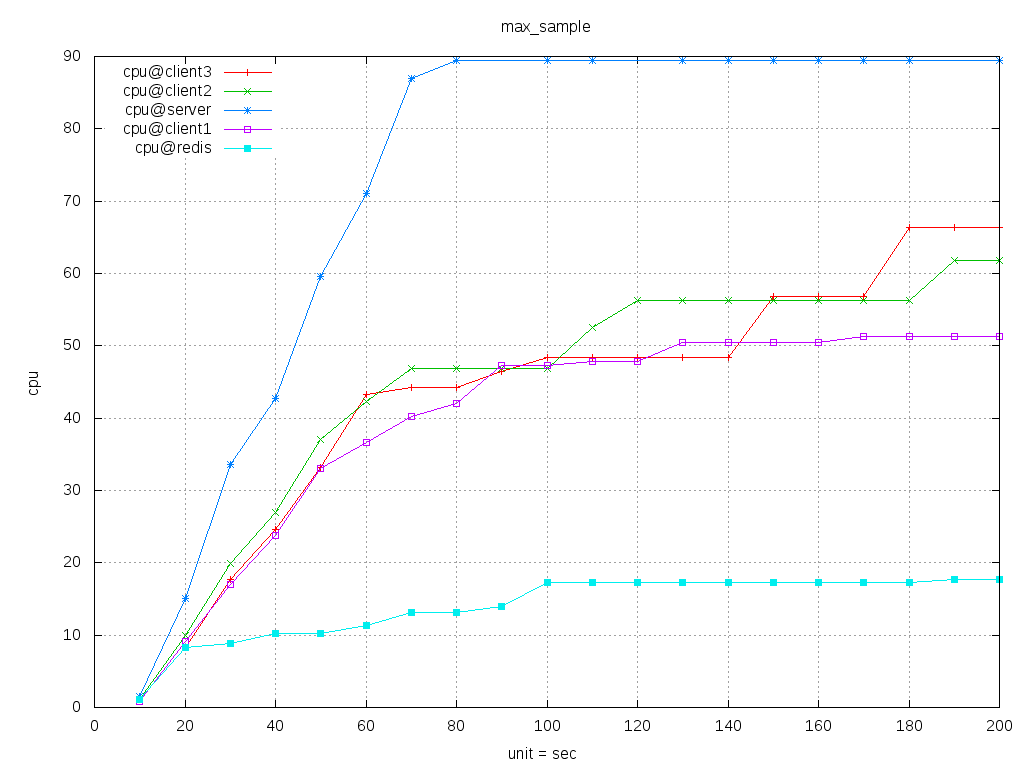 max_sample
cpu@client3
cpu@client2
cpu@server
cpu@client1
cpu@redis
90
80
70
60
50
40
30
20
10
0
cpu
0 20 40 60 80 100 120 140 160 180 200
unit = sec